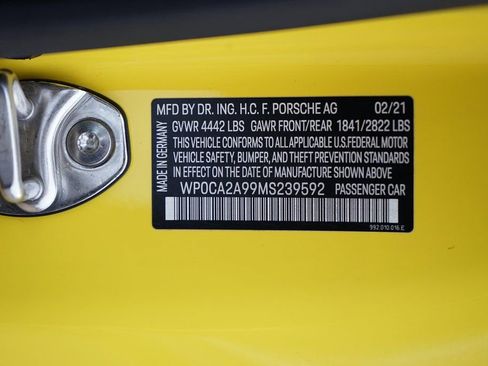 MFD BY DR. ING. H.C. F. PORSCHE AG 02/21
GVWR 4442 LBS GAWR FRONT/REAR 1841/2822 LBS
THIS VEHICLE CONFORMS TO ALL APPLICABLE U.S.FEDERAL MOTOR
VEHICLE SAFETY, BUMPER, AND THEFT PREVENTION STANDARDS
IN EFFECT ON THE DATE OF MANUFACTURE SHOWN ABOVE.
WP0CA2A99MS239592 PASSENGER CAR
MADE IN GERMANY
992.010.016.E